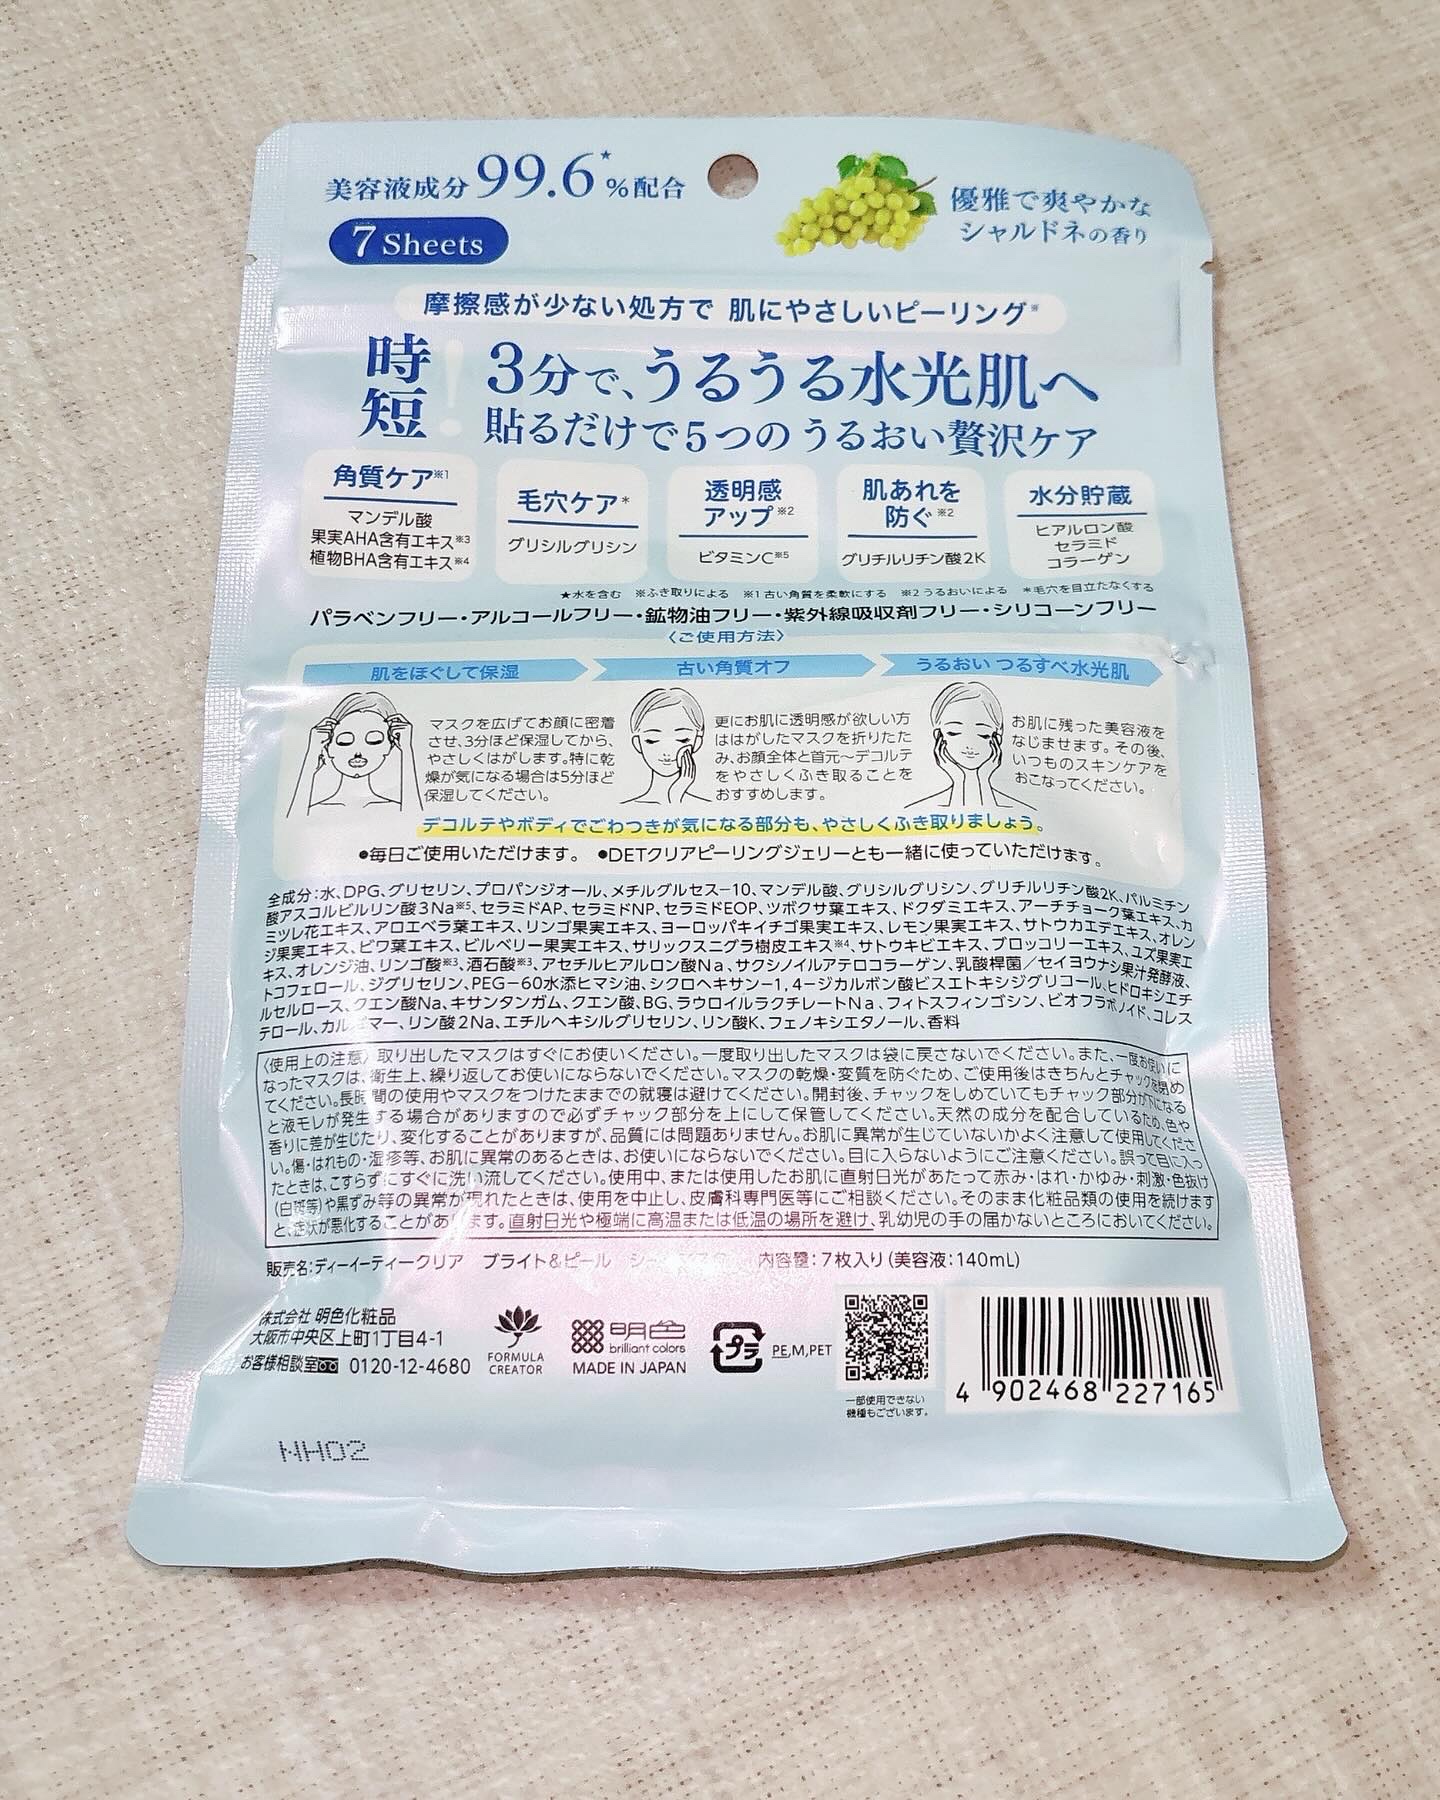 美容液成分99.6★%配合
7 Sheets
優雅で爽やかな
シャルドネの香り
摩擦感が少ない処方で 肌にやさしいピーリング※
時短!
3分で、うるうる水光肌へ
貼るだけで5つのうるおい贅沢ケア
角質ケア※1
マンデル酸
果実AHA含有エキス※3
植物BHA含有エキス※4
毛穴ケア*
グリシルグリシン
透明感
アップ※2
ビタミンC※5
肌あれを
防ぐ※2
グリチルリチン酸2K
水分貯蔵
ヒアルロン酸
セラミド
コラーゲン
★水を含む ※ふき取りによる ※1 古い角質を柔軟にする ※2 うるおいによる *毛穴を目立たなくする
パラベンフリー・アルコールフリー・鉱物油フリー・紫外線吸収剤フリー・シリコーンフリー
〈ご使用方法〉
肌をほぐして保湿
マスクを広げてお顔に密着
させ、3分ほど保湿してから、
やさしくはがします。特に乾
燥が気になる場合は5分ほど
保湿してください。
古い角質オフ
更にお肌に透明感が欲しい方
ははがしたマスクを折りたた
み、お顔全体と首元～デコルテ
をやさしくふき取ることを
おすすめします。
うるおい つるすべ水光肌
お肌に残った美容液を
なじませます。その後、
いつものスキンケアを
おこなってください。
デコルテやボディでごわつきが気になる部分も、やさしくふき取りましょう。
●毎日ご使用いただけます。 ●DETクリアピーリングジェリーとも一緒に使っていただけます。
全成分:水、DPG、グリセリン、プロパンジオール、メチルグルセス-10、マンデル酸、グリシルグリシン、グリチルリチン酸2K、パルミチン
酸アスコルビルリン酸3Na※5、セラミドAP、セラミドNP、セラミドEOP、ツボクサ葉エキス、ドクダミエキス、アーチチョーク葉エキス、カ
ミツレ花エキス、アロエベラ葉エキス、リンゴ果実エキス、ヨーロッパキイチゴ果実エキス、レモン果実エキス、サトウカエデエキス、オレン
ジ果実エキス、ビワ葉エキス、ビルベリー果実エキス、サリックスニグラ樹皮エキス※4、サトウキビエキス、ブロッコリーエキス、ユズ果実エ
キス、オレンジ油、リンゴ酸※3、酒石酸※3、アセチルヒアルロン酸Na、サクシノイルアテロコラーゲン、乳酸桿菌/セイヨウナシ果汁発酵液、
トコフェロール、ジグリセリン、PEG-60水添ヒマシ油、シクロヘキサン-1,4-ジカルボン酸ビスエトキシジグリコール、ヒドロキシエチ
ルセルロース、クエン酸Na、キサンタンガム、クエン酸、BG、ラウロイルラクチレートNa、フィトスフィンゴシン、ビオフラボノイド、コレス
テロール、カルボマー、リン酸2Na、エチルヘキシルグリセリン、リン酸K、フェノキシエタノール、香料
〈使用上の注意〉取り出したマスクはすぐにお使いください。一度取り出したマスクは袋に戻さないでください。また、一度お使いに
なったマスクは、衛生上、繰り返してお使いにならないでください。マスクの乾燥・変質を防ぐため、ご使用後はきちんとチャックを閉め
てください。長時間の使用やマスクをつけたままでの就寝は避けてください。開封後、チャックをしめていてもチャック部分が下になる
と液モレが発生する場合がありますので必ずチャック部分を上にして保管してください。天然の成分を配合しているため、色や
香りに差が生じたり、変化することがありますが、品質には問題ありません。お肌に異常が生じていないかよく注意して使用してくださ
い。傷・はれもの・湿疹等、お肌に異常のあるときは、お使いにならないでください。目に入らないようにご注意ください。誤って目に入っ
たときは、こすらずにすぐに洗い流してください。使用中、または使用したお肌に直射日光があたって赤み・はれ・かゆみ・刺激・色抜け
(白斑等)や黒ずみ等の異常が現れたときは、使用を中止し、皮膚科専門医等にご相談ください。そのまま化粧品類の使用を続けます
と、症状が悪化することがあります。直射日光や極端に高温または低温の場所を避け、乳幼児の手の届かないところにおいてください。
販売名:ディーイーティークリア ブライト&ピール 内容量:7枚入り(美容液:140mL)
株式会社 明色化粧品
大阪市中央区上町1丁目4-1
お客様相談室 0120-12-4680
FORMULA
CREATOR
明色
brilliant colors
MADE IN JAPAN
プラ
PE,M,PET
一部使用できない
機種もございます。
4 902468 227165
NH02